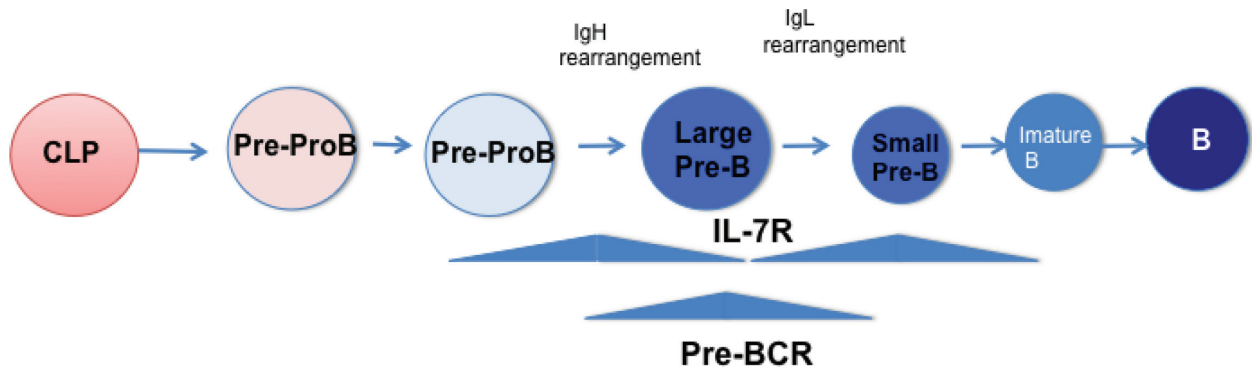 IgH
rearrangement
IgL
rearrangement
CLP
Pre-ProB
Pre-ProB
Large
Pre-B
Small
Pre-B
Imature
B
B
IL-7R
Pre-BCR